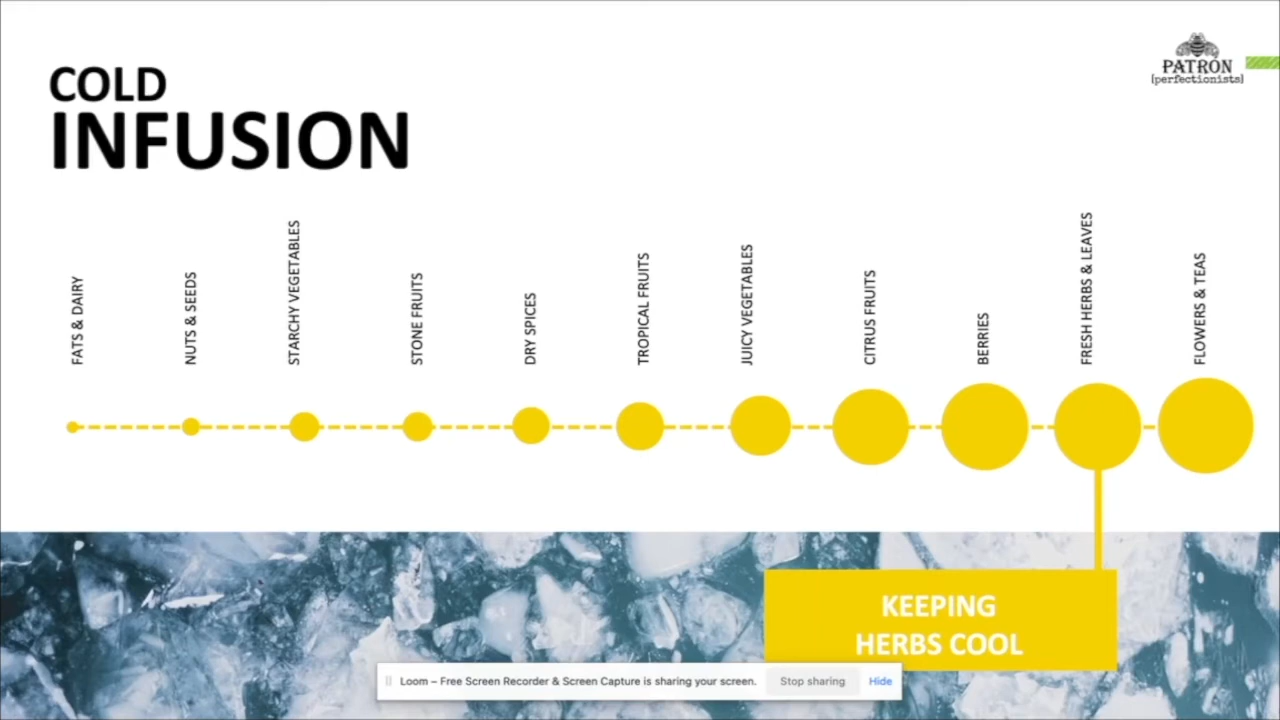 COLD
INFUSION
PATRÓN
[perfectionists]
FATS & DAIRY
NUTS & SEEDS
STARCHY VEGETABLES
STONE FRUITS
DRY SPICES
TROPICAL FRUITS
JUICY VEGETABLES
CITRUS FRUITS
BERRIES
FRESH HERBS & LEAVES
FLOWERS & TEAS
KEEPING
HERBS COOL
Loom – Free Screen Recorder & Screen Capture is sharing your screen. Stop sharing Hide